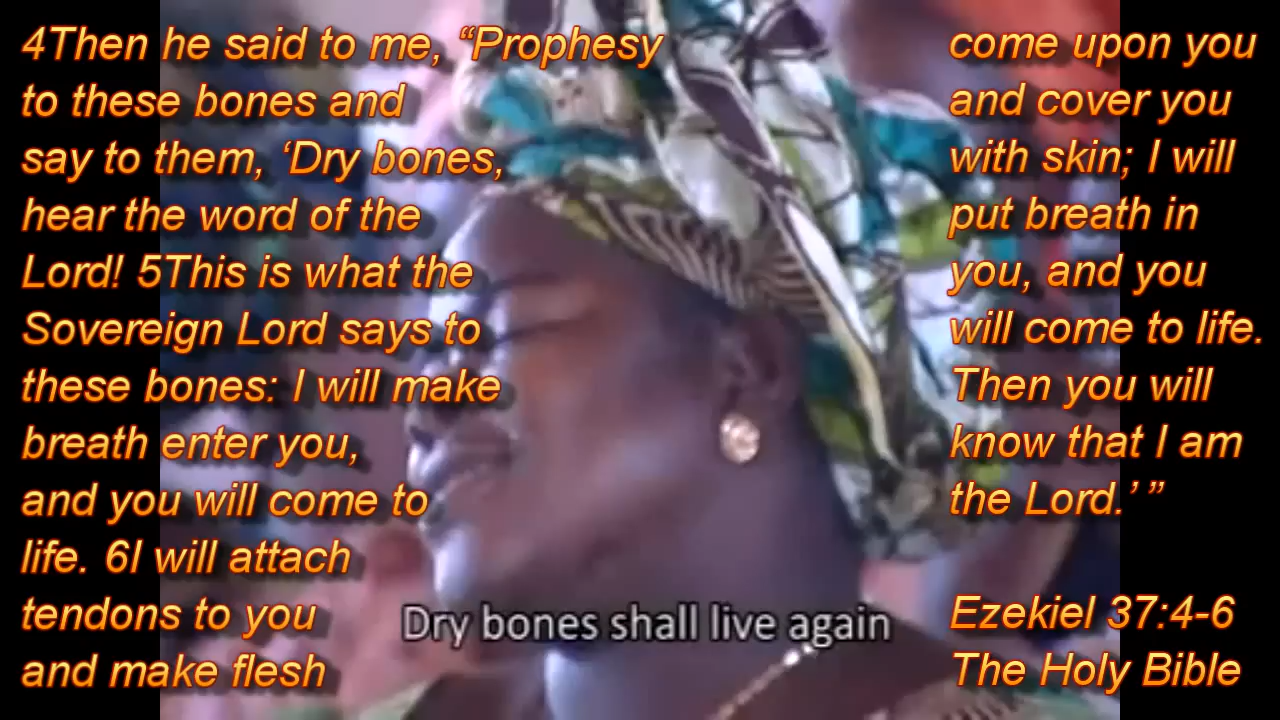 4Then he said to me, “Prophesy
to these bones and
say to them, ‘Dry bones,
hear the word of the
Lord! 5This is what the
Sovereign Lord says to
these bones: I will make
breath enter you,
and you will come to
life. 6I will attach
tendons to you
and make flesh
come upon you
and cover you
with skin; I will
put breath in
you, and you
will come to life.
Then you will
know that I am
the Lord.’ ”
Ezekiel 37:4-6
The Holy Bible
Dry bones shall live again